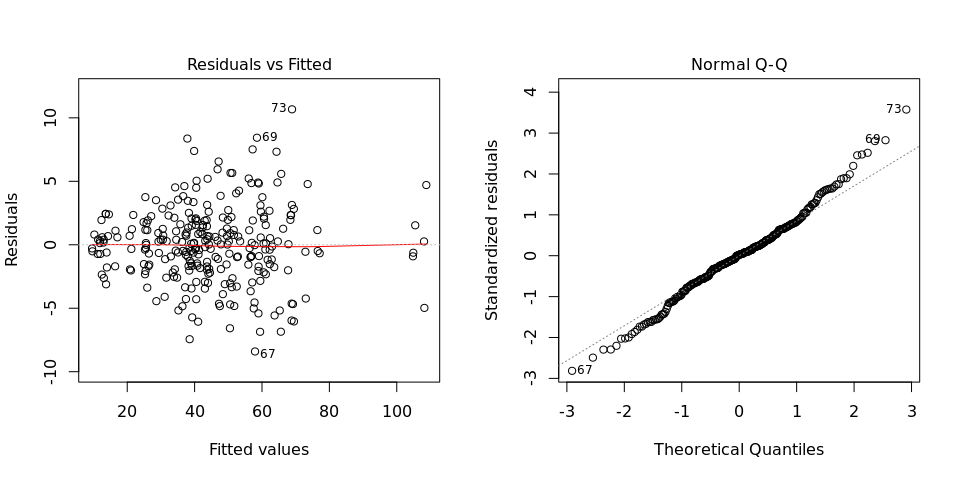 Residuals vs Fitted
Residuals
10
5
0
-5
-10
73
69
67
20 40 60 80 100
Fitted values
Normal Q-Q
Standardized residuals
4
3
2
1
0
-1
-2
-3
73
69
67
-3 -2 -1 0 1 2 3
Theoretical Quantiles